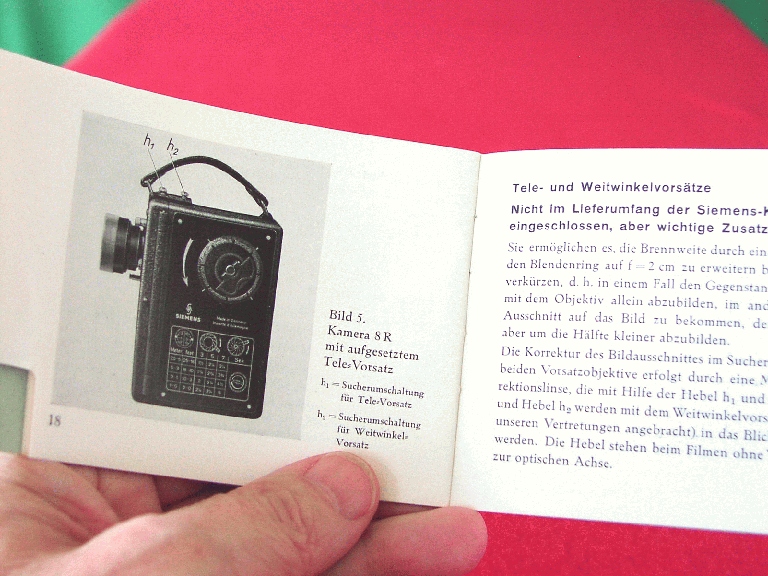 h₁ h₂
SIEMENS
Made in Germany
Meter feet
18
Bild 5.
Kamera 8 R
mit aufgesetztem
Tele-Vorsatz
h₁ = Sucherumschaltung
für Tele-Vorsatz
h₂ = Sucherumschaltung
für Weitwinkel-
Vorsatz
Tele- und Weitwinkelvorsätze
Nicht im Lieferumfang der Siemens-K
eingeschlossen, aber wichtige Zusatz
Sie ermöglichen es, die Brennweite durch ein
den Blendenring auf f = 2 cm zu erweitern b
verkürzen, d. h. in einem Fall den Gegenstan
mit dem Objektiv allein abzubilden, im and
Ausschnitt auf das Bild zu bekommen, de
aber um die Hälfte kleiner abzubilden.
Die Korrektur des Bildausschnittes im Sucher
beiden Vorsatzobjektive erfolgt durch eine M
rektionslinse, die mit Hilfe der Hebel h₁ und
und Hebel h₂ werden mit dem Weitwinkelvors
unseren Vertretungen angebracht) in das Blic
werden. Die Hebel stehen beim Filmen ohne V
zur optischen Achse.